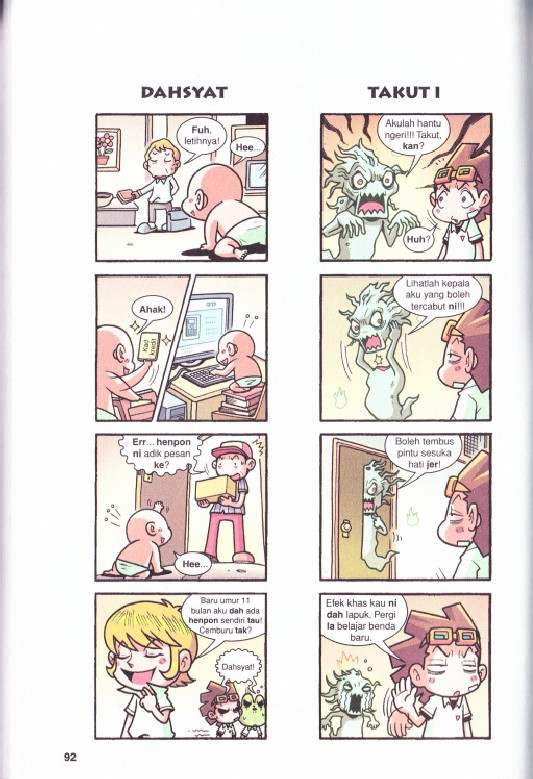 DAHSYAT
Fuh,
letihnya!
Hee...
Ahak!
Kad
kredit
Err... henpon
ni adik pesan
ke?
Hee...
Baru umur 11
bulan aku dah ada
henpon sendiri tau!
Cemburu tak?
Dahsyat!
TAKUT I
Akulah hantu
ngeri!!! Takut,
kan?
Huh?
Lihatlah kepala
aku yang boleh
tercabut ni!!!
Boleh tembus
pintu sesuka
hati jer!
Efek khas kau ni
dah lapuk. Pergi
la belajar benda
baru.
92